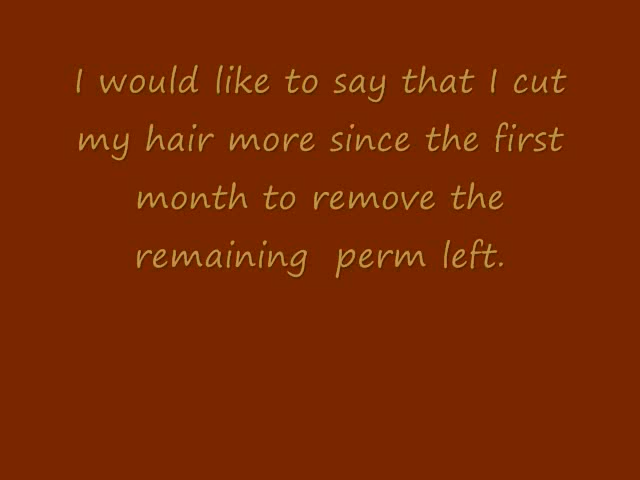 I would like to say that I cut
my hair more since the first
month to remove the
remaining  perm left.